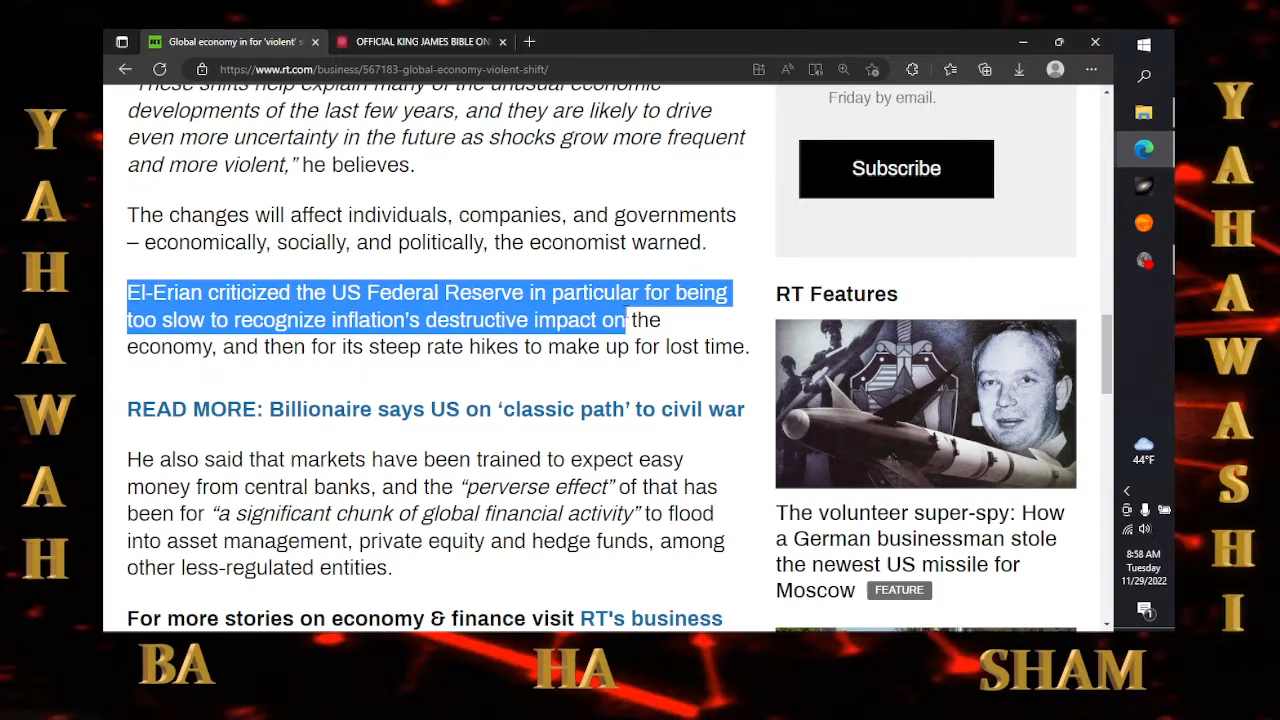 Global economy in for 'violent' s
OFFICIAL KING JAMES BIBLE ON
https://www.rt.com/business/567183-global-economy-violent-shift/
"These shifts help explain many of the unusual economic
developments of the last few years, and they are likely to drive
even more uncertainty in the future as shocks grow more frequent
and more violent," he believes.
The changes will affect individuals, companies, and governments
– economically, socially, and politically, the economist warned.
El-Erian criticized the US Federal Reserve in particular for being
too slow to recognize inflation's destructive impact on the
economy, and then for its steep rate hikes to make up for lost time.
READ MORE: Billionaire says US on 'classic path' to civil war
He also said that markets have been trained to expect easy
money from central banks, and the "perverse effect" of that has
been for "a significant chunk of global financial activity" to flood
into asset management, private equity and hedge funds, among
other less-regulated entities.
For more stories on economy & finance visit RT's business
Friday by email.
Subscribe
RT Features
The volunteer super-spy: How
a German businessman stole
the newest US missile for
Moscow FEATURE
44°F
8:58 AM
Tuesday
11/29/2022
1
YAHAWAH
YAHAWASHI
BA HA SHAM